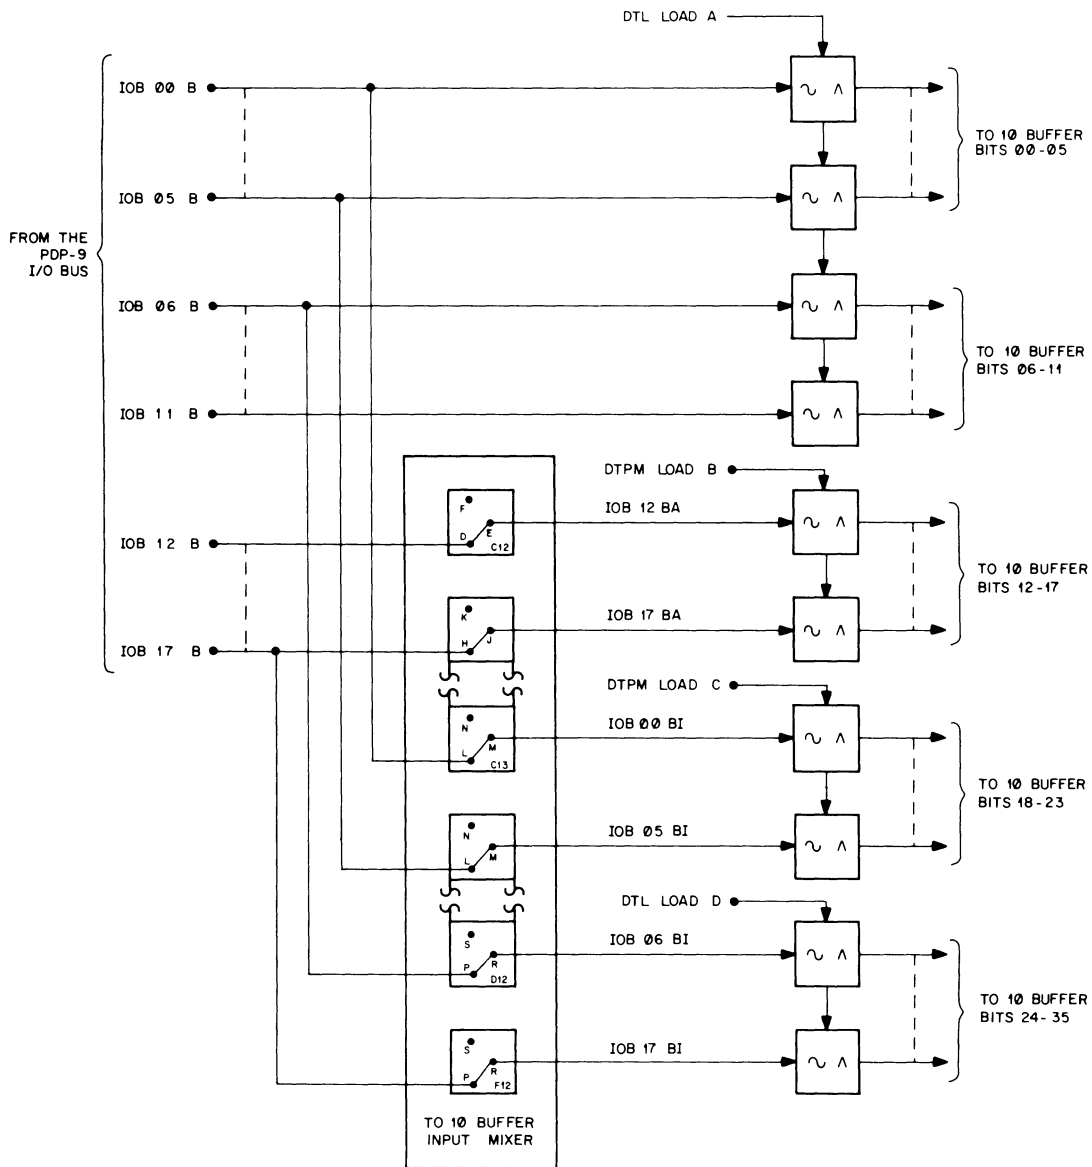 DTL LOAD A
IOB 00 B
~ Λ
TO 10 BUFFER
BITS 00-05
IOB 05 B
~ Λ
FROM THE
PDP-9
I/O BUS
IOB 06 B
~ Λ
TO 10 BUFFER
BITS 06-11
IOB 11 B
~ Λ
DTPM LOAD B
F
D
E
C12
IOB 12 BA
~ Λ
IOB 12 B
TO 10 BUFFER
BITS 12-17
K
H
J
IOB 17 BA
~ Λ
IOB 17 B
DTPM LOAD C
N
L
M
C13
IOB 00 BI
~ Λ
TO 10 BUFFER
BITS 18-23
N
L
M
IOB 05 BI
~ Λ
DTL LOAD D
S
P
R
D12
IOB 06 BI
~ Λ
TO 10 BUFFER
BITS 24-35
S
P
R
F12
IOB 17 BI
~ Λ
TO 10 BUFFER
INPUT MIXER